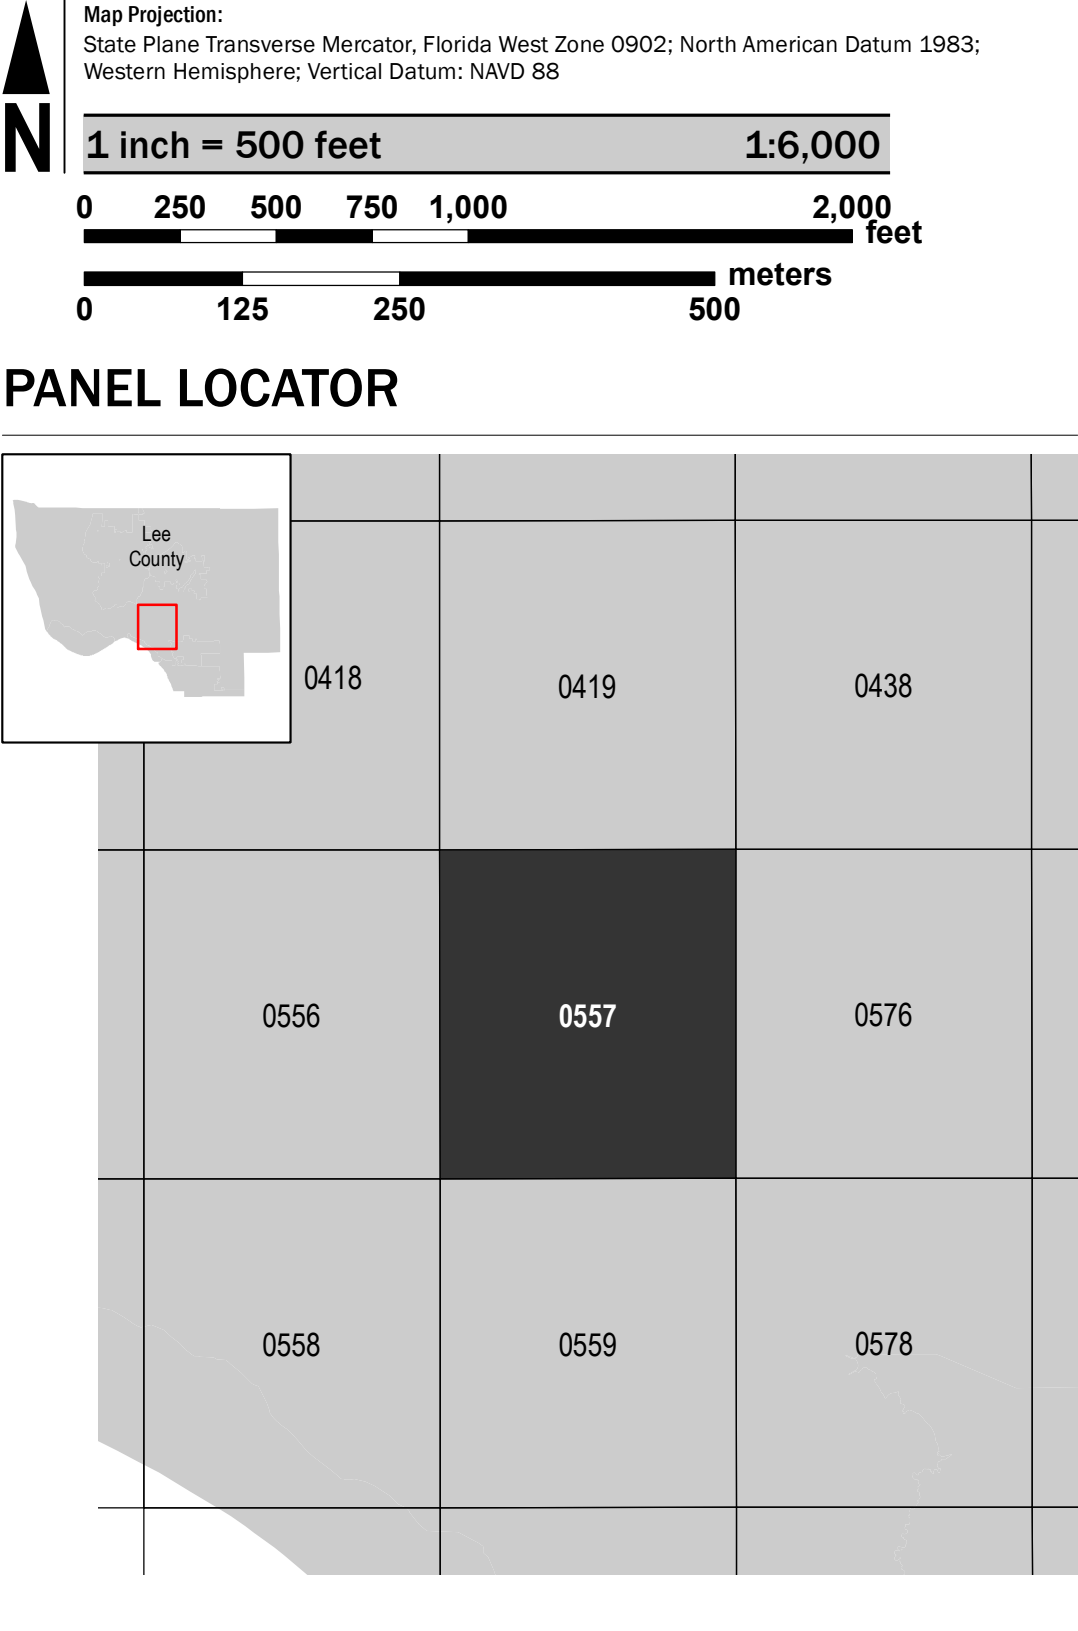 Map Projection:
State Plane Transverse Mercator, Florida West Zone 0902; North American Datum 1983;
Western Hemisphere; Vertical Datum: NAVD 88
N
1 inch = 500 feet 1:6,000
0 250 500 750 1,000 2,000
feet
meters
0 125 250 500
PANEL LOCATOR
Lee
County
0418 0419 0438
0556 0557 0576
0558 0559 0578